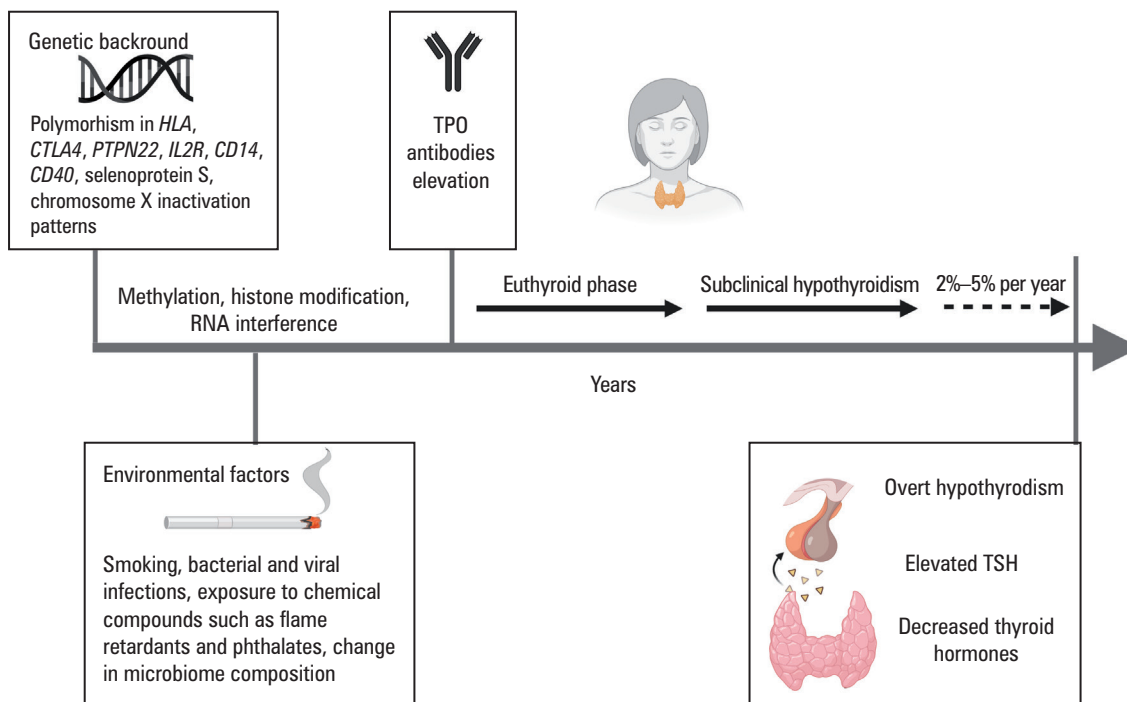 Genetic backround
Polymorhism in HLA,
CTLA4, PTPN22, IL2R, CD14,
CD40, selenoprotein S,
chromosome X inactivation
patterns
TPO
antibodies
elevation
Methylation, histone modification,
RNA interference
Euthyroid phase
Subclinical hypothyroidism
2%–5% per year
Years
Environmental factors
Smoking, bacterial and viral
infections, exposure to chemical
compounds such as flame
retardants and phthalates, change
in microbiome composition
Overt hypothyrodism
Elevated TSH
Decreased thyroid
hormones